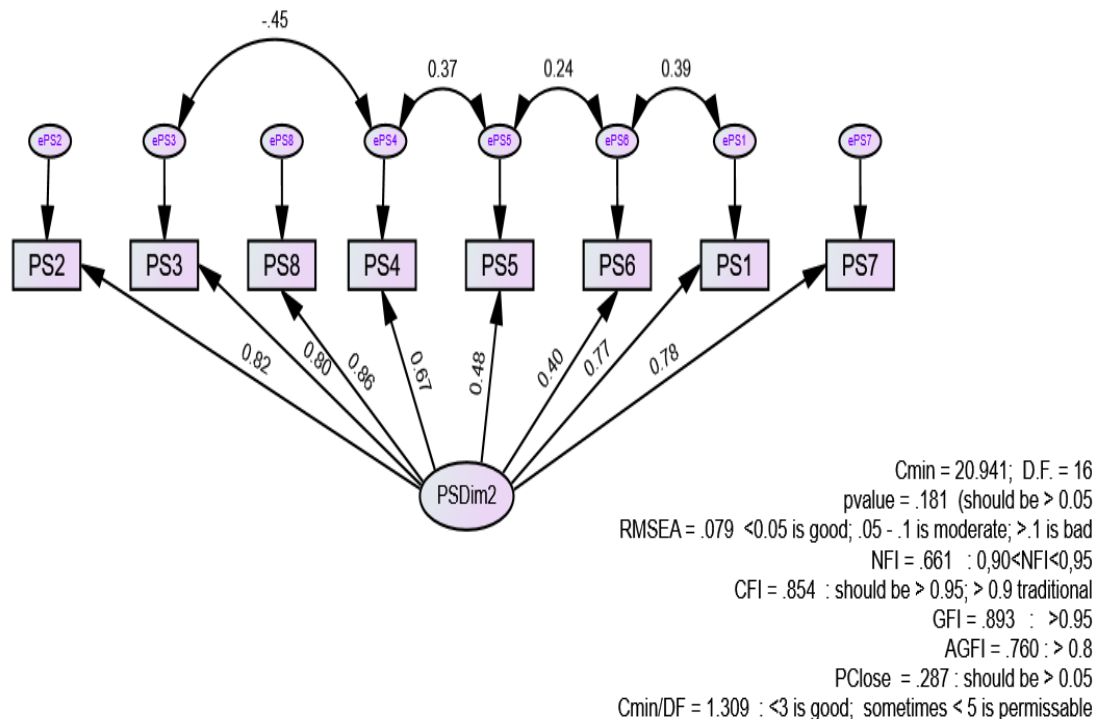 -.45
0.37 0.24 0.39
ePS2 ePS3 ePS8 ePS4 ePS5 ePS6 ePS1 ePS7
PS2 PS3 PS8 PS4 PS5 PS6 PS1 PS7
0.82 0.80 0.86 0.67 0.48 0.40 0.77 0.78
PSDim2
Cmin = 20.941; D.F. = 16
pvalue = .181 (should be > 0.05
RMSEA = .079 <0.05 is good; .05 - .1 is moderate; >.1 is bad
NFI = .661 : 0,90<NFI<0,95
CFI = .854 : should be > 0.95; > 0.9 traditional
GFI = .893 : >0.95
AGFI = .760 : > 0.8
PClose = .287 : should be > 0.05
Cmin/DF = 1.309 : <3 is good; sometimes < 5 is permissable